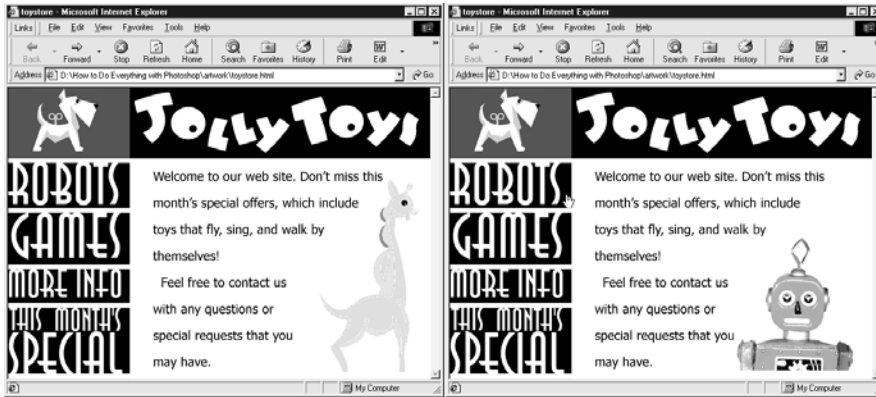 toystore - Microsoft Internet Explorer
Links File Edit View Favorites Tools Help
Back Forward Stop Refresh Home Search Favorites History Print Edit
Address D:\How to Do Everything with Photoshop\artwork\toystore.html Go
JOLLY TOYS
ROBOTS
GAMES
MORE INFO
THIS MONTH'S
SPECIAL
Welcome to our web site. Don't miss this
month's special offers, which include
toys that fly, sing, and walk by
themselves!
Feel free to contact us
with any questions or
special requests that you
may have.
My Computer
toystore - Microsoft Internet Explorer
Links File Edit View Favorites Tools Help
Back Forward Stop Refresh Home Search Favorites History Print Edit
Address D:\How to Do Everything with Photoshop\artwork\toystore.html Go
JOLLY TOYS
ROBOTS
GAMES
MORE INFO
THIS MONTH'S
SPECIAL
Welcome to our web site. Don't miss this
month's special offers, which include
toys that fly, sing, and walk by
themselves!
Feel free to contact us
with any questions or
special requests that you
may have.
My Computer